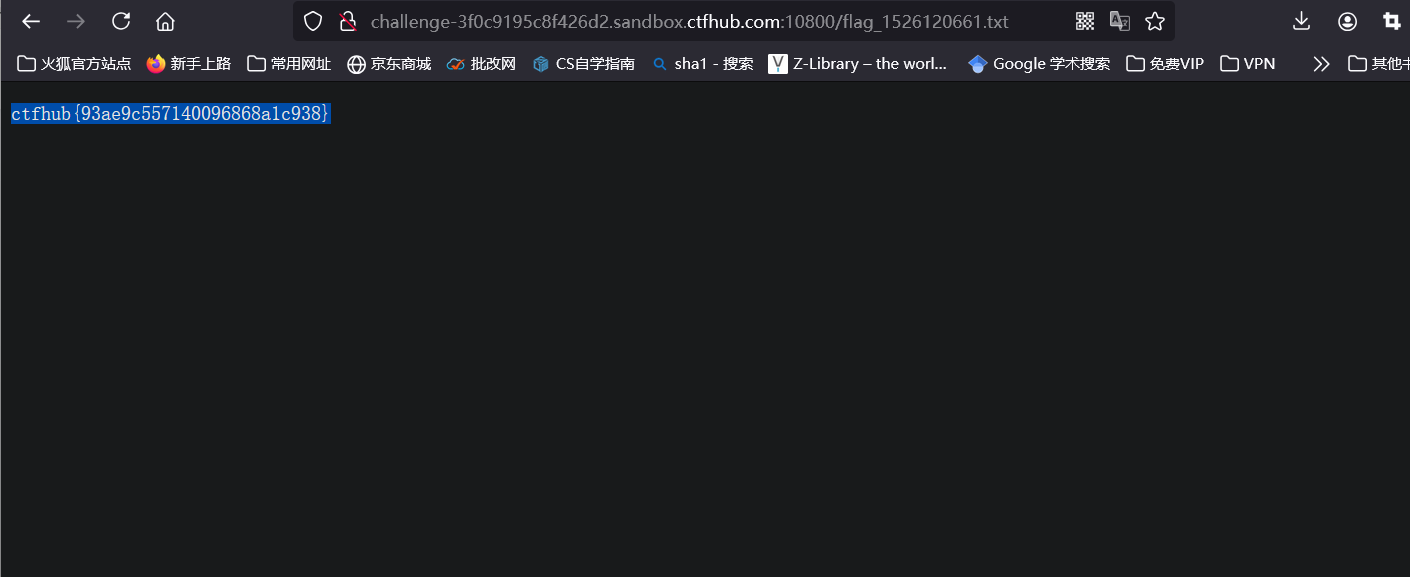 challenge-3f0c9195c8f426d2.sandbox.ctfhub.com:10800/flag_1526120661.txt
火狐官方站点 新手上路 常用网址 京东商城 批改网 CS自学指南 sha1 - 搜索 Z-Library – the worl... Google 学术搜索 免费VIP VPN 其他书
ctfhub{93ae9c557140096868a1c938}